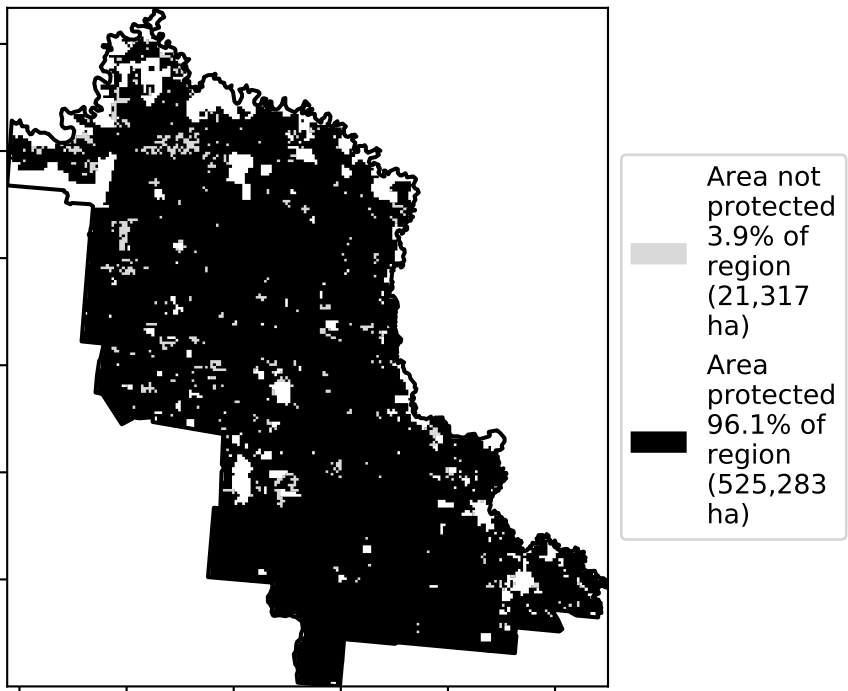 Area not
protected
3.9% of
region
(21,317
ha)
Area
protected
96.1% of
region
(525,283
ha)